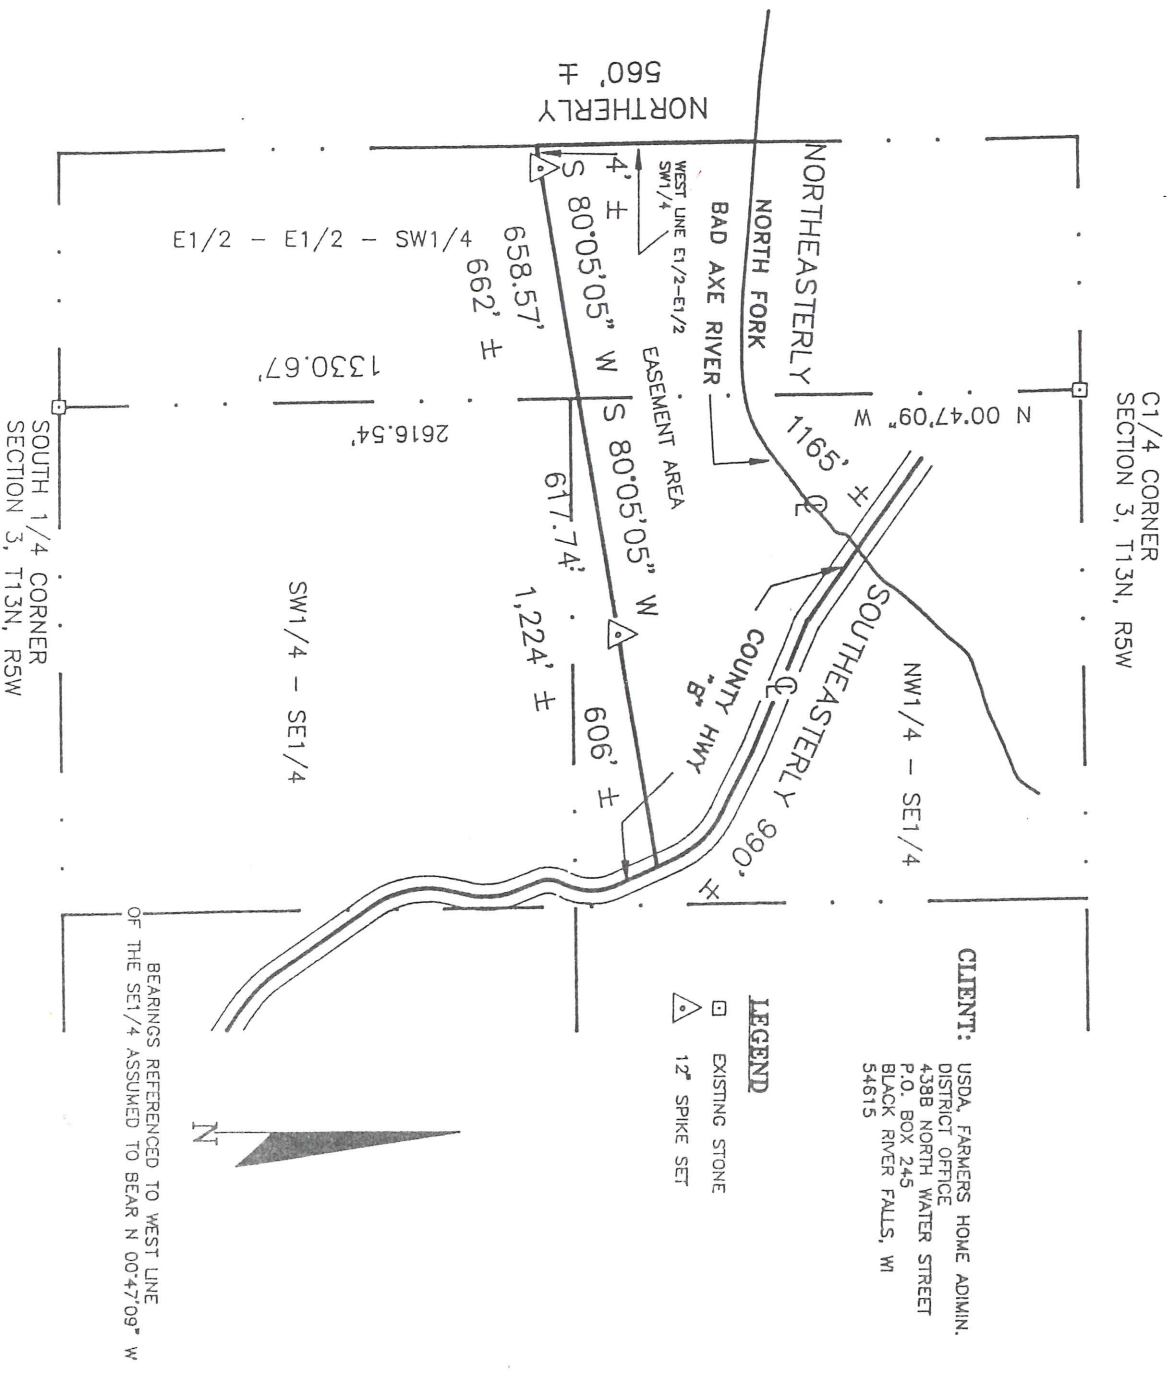 C1/4 CORNER
SECTION 3, T13N, R5W
CLIENT: USDA, FARMERS HOME ADIMIN.
DISTRICT OFFICE
438B NORTH WATER STREET
P.O. BOX 245
BLACK RIVER FALLS, WI
54615
N 00°47'09" W
NORTHEASTERLY
1165' ±
NORTH FORK
BAD AXE RIVER
NW1/4 - SE1/4
SOUTHEASTERLY 990' ±
℄
℄
COUNTY HWY
"B"
LEGEND
EXISTING STONE
12" SPIKE SET
NORTHERLY
560' ±
WEST LINE E1/2-E1/2
SW1/4
EASEMENT AREA
4' ±
S 80°05'05" W
S 80°05'05" W
658.57'
662' ±
617.74'
1,224' ±
606' ±
E1/2 - E1/2 - SW1/4
1330.67'
2616.54'
SW1/4 - SE1/4
N
BEARINGS REFERENCED TO WEST LINE
OF THE SE1/4 ASSUMED TO BEAR N 00°47'09" W
SOUTH 1/4 CORNER
SECTION 3, T13N, R5W